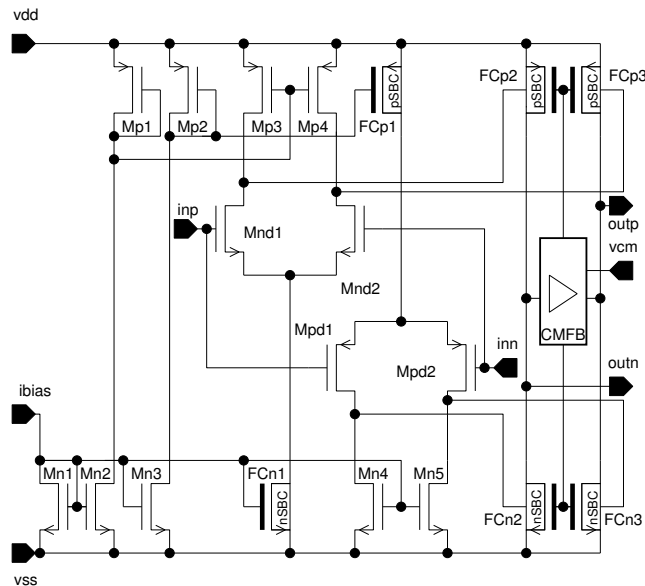 vdd
FCp2
pSBC
pSBC
pSBC
FCp3
Mp1
Mp2
Mp3
Mp4
FCp1
inp
Mnd1
outp
vcm
Mnd2
Mpd1
CMFB
inn
Mpd2
outn
ibias
Mn1
Mn2
Mn3
FCn1
nSBC
Mn4
Mn5
FCn2
nSBC
nSBC
FCn3
vss